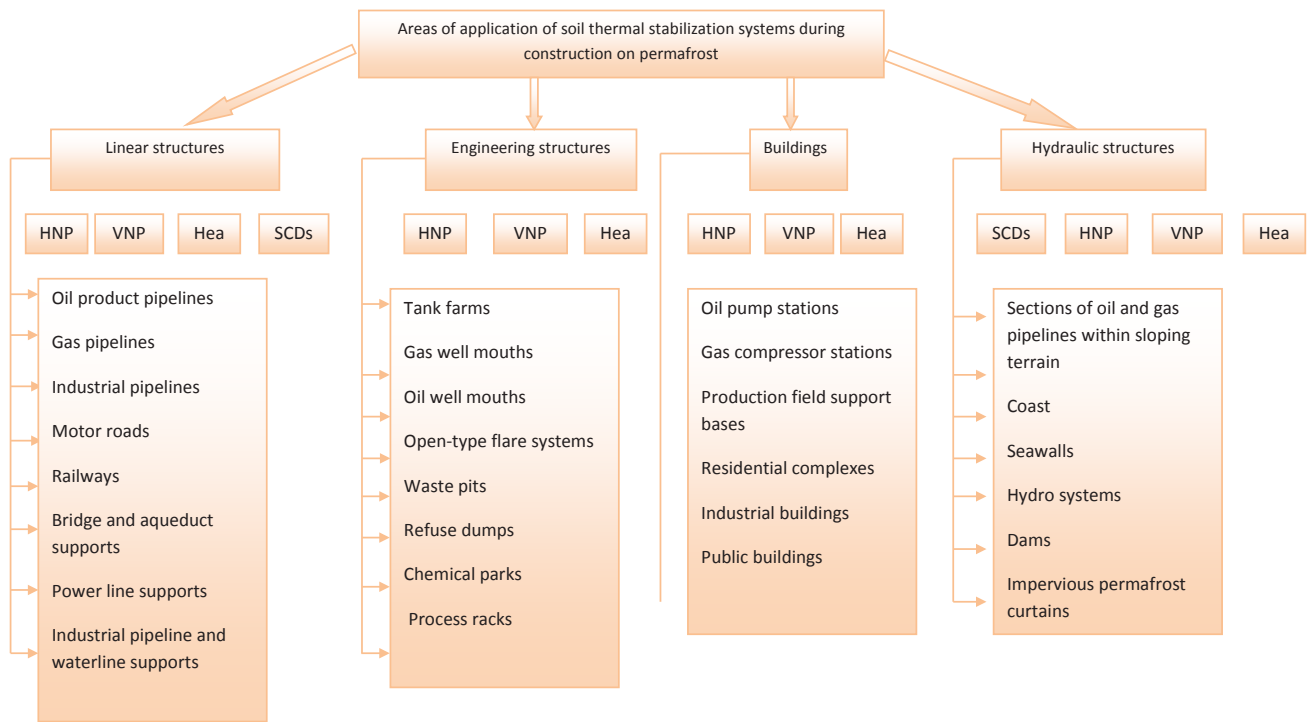 Areas of application of soil thermal stabilization systems during
construction on permafrost
Linear structures
Engineering structures
Buildings
Hydraulic structures
HNP
VNP
Hea
SCDs
HNP
VNP
Hea
HNP
VNP
Hea
SCDs
HNP
VNP
Hea
Oil product pipelines
Gas pipelines
Industrial pipelines
Motor roads
Railways
Bridge and aqueduct
supports
Power line supports
Industrial pipeline and
waterline supports
Tank farms
Gas well mouths
Oil well mouths
Open-type flare systems
Waste pits
Refuse dumps
Chemical parks
Process racks
Oil pump stations
Gas compressor stations
Production field support
bases
Residential complexes
Industrial buildings
Public buildings
Sections of oil and gas
pipelines within sloping
terrain
Coast
Seawalls
Hydro systems
Dams
Impervious permafrost
curtains